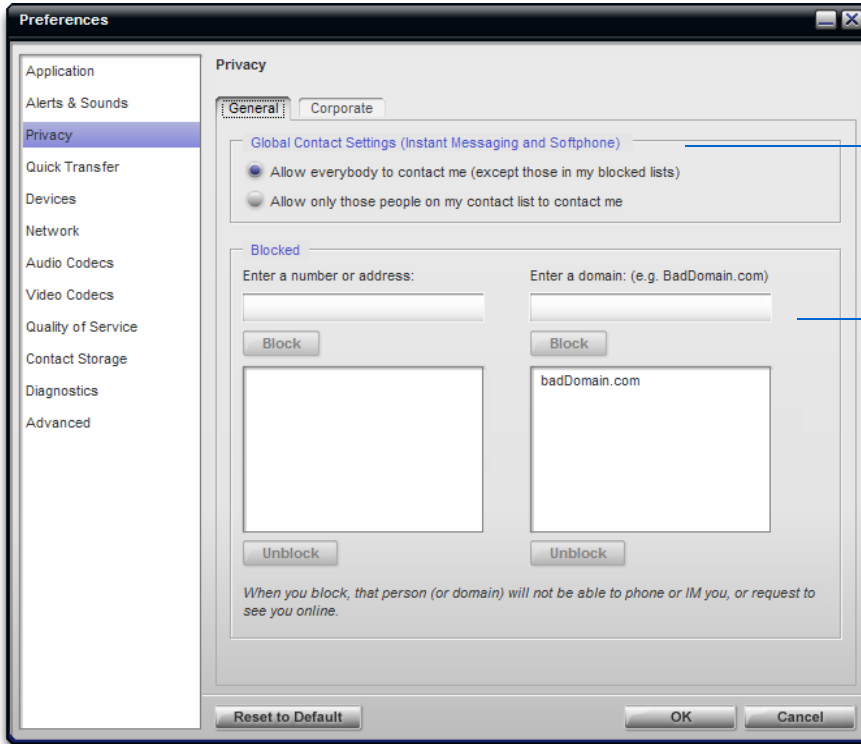 Preferences
Application
Alerts & Sounds
Privacy
Quick Transfer
Devices
Network
Audio Codecs
Video Codecs
Quality of Service
Contact Storage
Diagnostics
Advanced
Privacy
General
Corporate
Global Contact Settings (Instant Messaging and Softphone)
Allow everybody to contact me (except those in my blocked lists)
Allow only those people on my contact list to contact me
Blocked
Enter a number or address:
Enter a domain: (e.g. BadDomain.com)
Block
Block
badDomain.com
Unblock
Unblock
When you block, that person (or domain) will not be able to phone or IM you, or request to
see you online.
Reset to Default
OK
Cancel